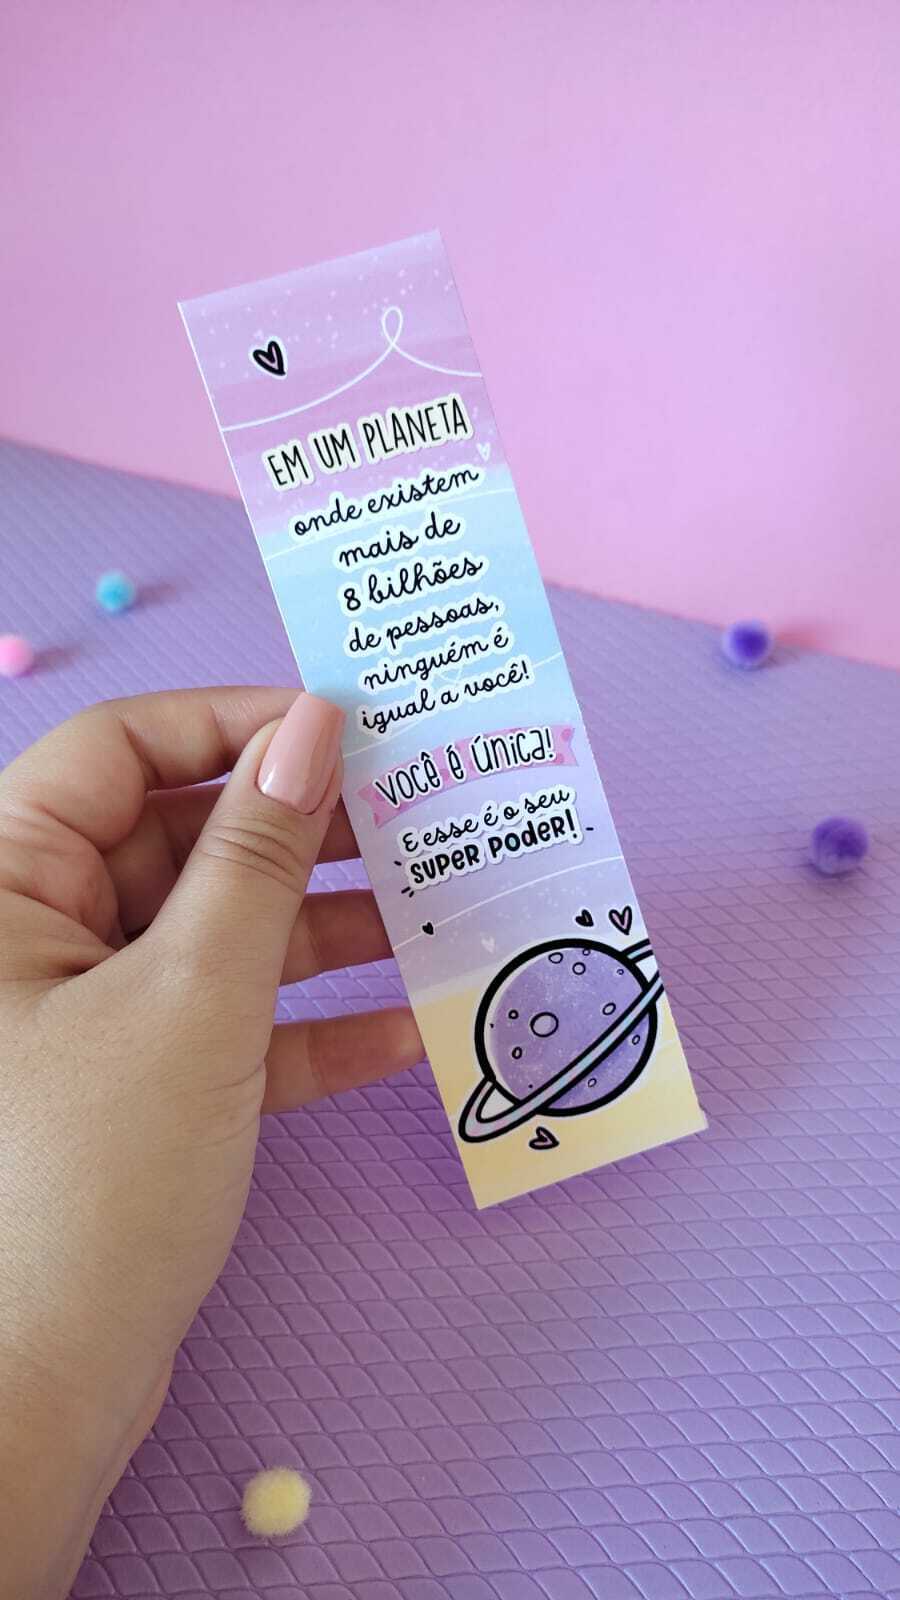 EM UM PLANETA
onde existem
mais de
8 bilhões
de pessoas,
ninguém é
igual a você!
VOCÊ É ÚNICA!
E esse é o seu
SUPER PODER!